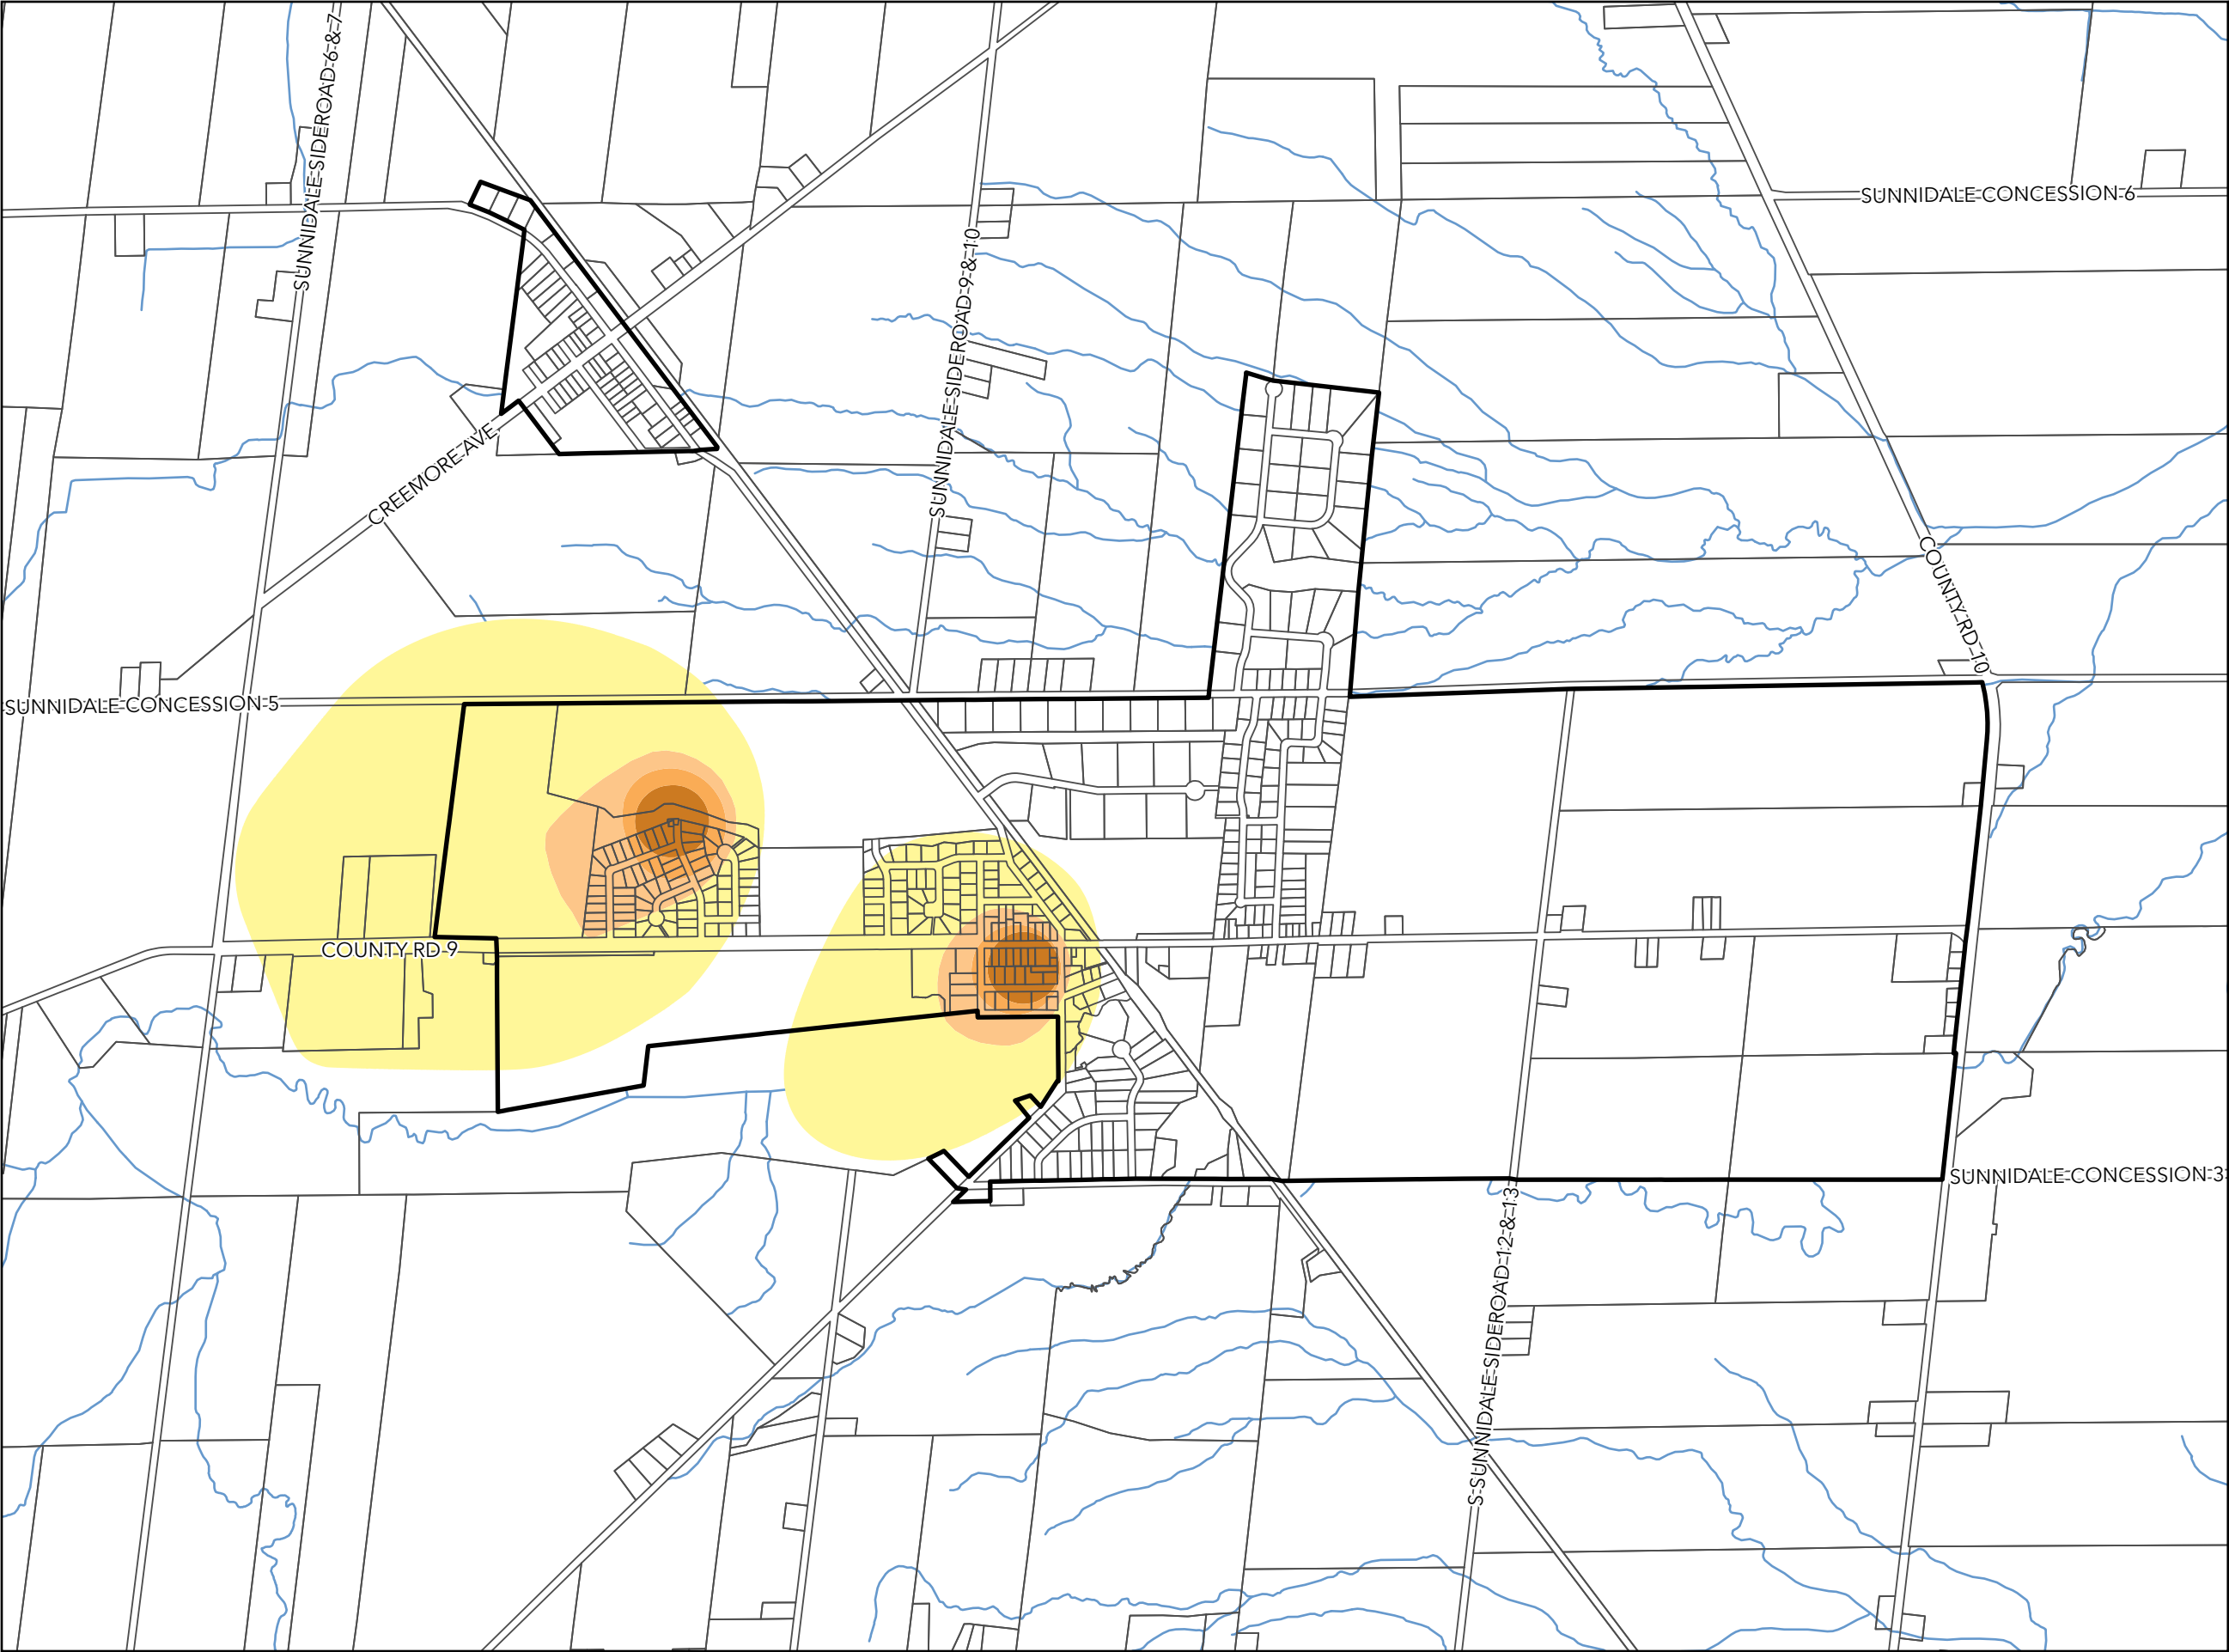 SUNNIDALE SIDEROAD 6 & 7
SUNNIDALE CONCESSION 6
SUNNIDALE SIDEROAD 9 & 10
CREEMORE AVE
COUNTY RD 10
SUNNIDALE CONCESSION 5
COUNTY RD 9
SUNNIDALE CONCESSION 3
S SUNNIDALE SIDEROAD 12 & 13